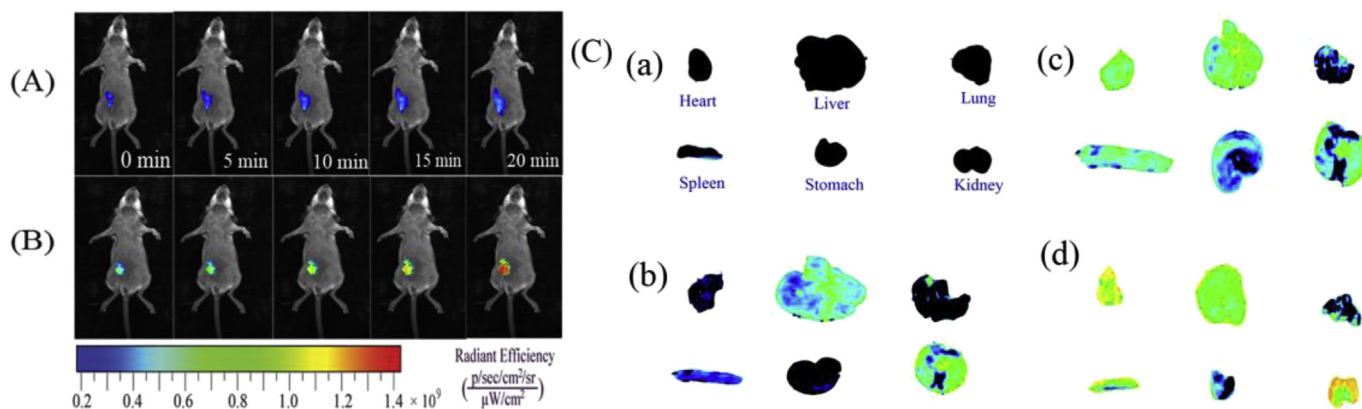 (A)
0 min 5 min 10 min 15 min 20 min
(B)
Radiant Efficiency
(p/sec/cm²/sr
μW/cm²)
0.2 0.4 0.6 0.8 1.0 1.2 1.4 × 10⁹
(C)
(a)
Heart Liver Lung
Spleen Stomach Kidney
(b)
(c)
(d)